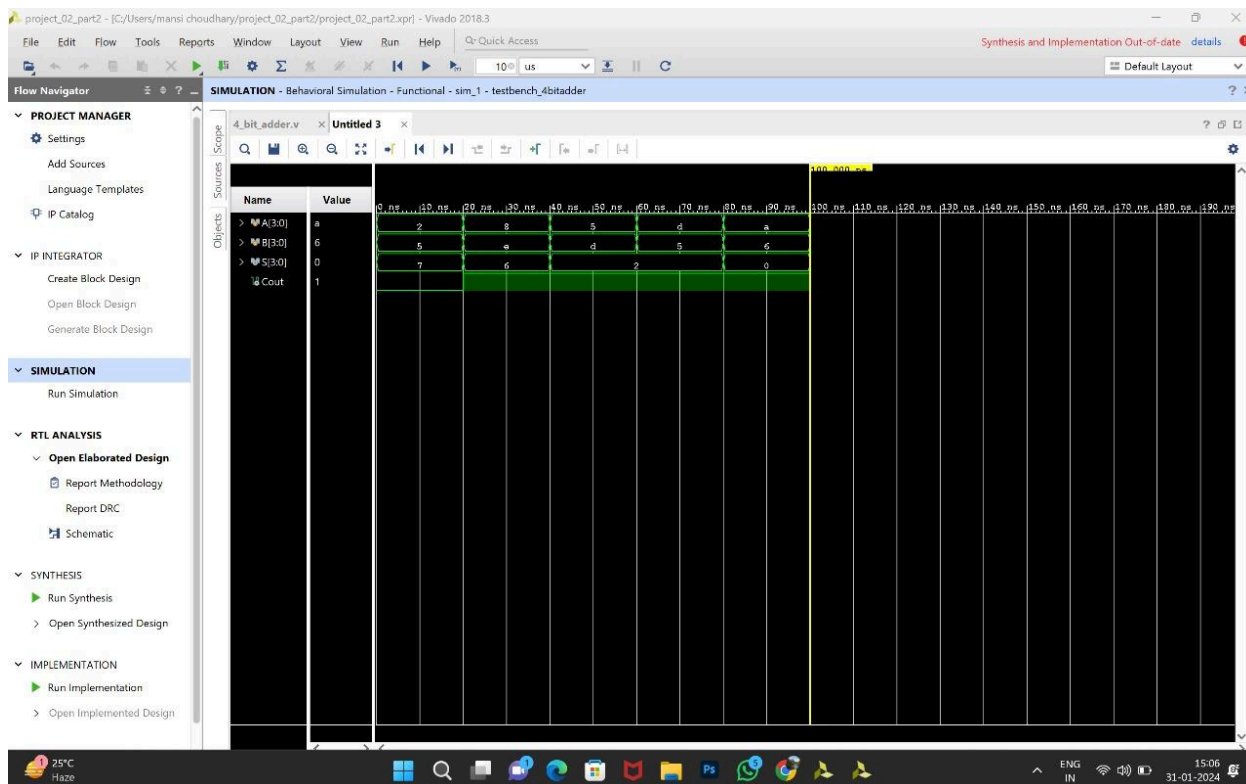 project_02_part2 - [C:/Users/mansi choudhary/project_02_part2/project_02_part2.xpr] - Vivado 2018.3
File Edit Flow Tools Reports Window Layout View Run Help Q- Quick Access
Synthesis and Implementation Out-of-date details
10 us
Default Layout
Flow Navigator
SIMULATION - Behavioral Simulation - Functional - sim_1 - testbench_4bitadder
PROJECT MANAGER
Settings
Add Sources
Language Templates
IP Catalog
IP INTEGRATOR
Create Block Design
Open Block Design
Generate Block Design
SIMULATION
Run Simulation
RTL ANALYSIS
Open Elaborated Design
Report Methodology
Report DRC
Schematic
SYNTHESIS
Run Synthesis
Open Synthesized Design
IMPLEMENTATION
Run Implementation
Open Implemented Design
Scope
Sources
Objects
4_bit_adder.v × Untitled 3 ×
100.000 ns
Name Value
0 ns 10 ns 20 ns 30 ns 40 ns 50 ns 60 ns 70 ns 80 ns 90 ns 100 ns 110 ns 120 ns 130 ns 140 ns 150 ns 160 ns 170 ns 180 ns 190 ns
A[3:0] a 2 8 5 d a
B[3:0] 6 5 e d 5 6
S[3:0] 0 7 6 2 0
Cout 1
25°C
Haze
ENG
IN
15:06
31-01-2024